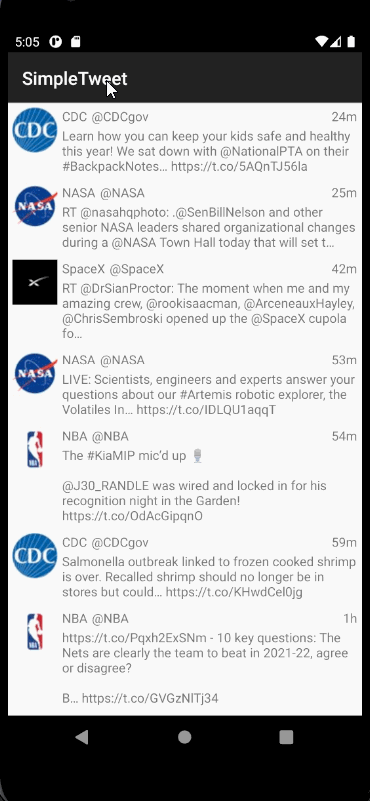 5:05
SimpleTweet
CDC @CDCgov 24m
Learn how you can keep your kids safe and healthy
this year! We sat down with @NationalPTA on their
#BackpackNotes… https://t.co/5AQnTJ56la
NASA @NASA 25m
RT @nasahqphoto: .@SenBillNelson and other
senior NASA leaders shared organizational changes
during a @NASA Town Hall today that will set t…
SpaceX @SpaceX 42m
RT @DrSianProctor: The moment when me and my
amazing crew, @rookisaacman, @ArceneauxHayley,
@ChrisSembroski opened up the @SpaceX cupola
fo…
NASA @NASA 53m
LIVE: Scientists, engineers and experts answer your
questions about our #Artemis robotic explorer, the
Volatiles In… https://t.co/IDLQU1aqqT
NBA @NBA 54m
The #KiaMIP mic'd up 🎙️
@J30_RANDLE was wired and locked in for his
recognition night in the Garden!
https://t.co/OdAcGipqnO
CDC @CDCgov 59m
Salmonella outbreak linked to frozen cooked shrimp
is over. Recalled shrimp should no longer be in
stores but could… https://t.co/KHwdCel0jg
NBA @NBA 1h
https://t.co/Pqxh2ExSNm - 10 key questions: The
Nets are clearly the team to beat in 2021-22, agree
or disagree?
B… https://t.co/GVGzNlTj34